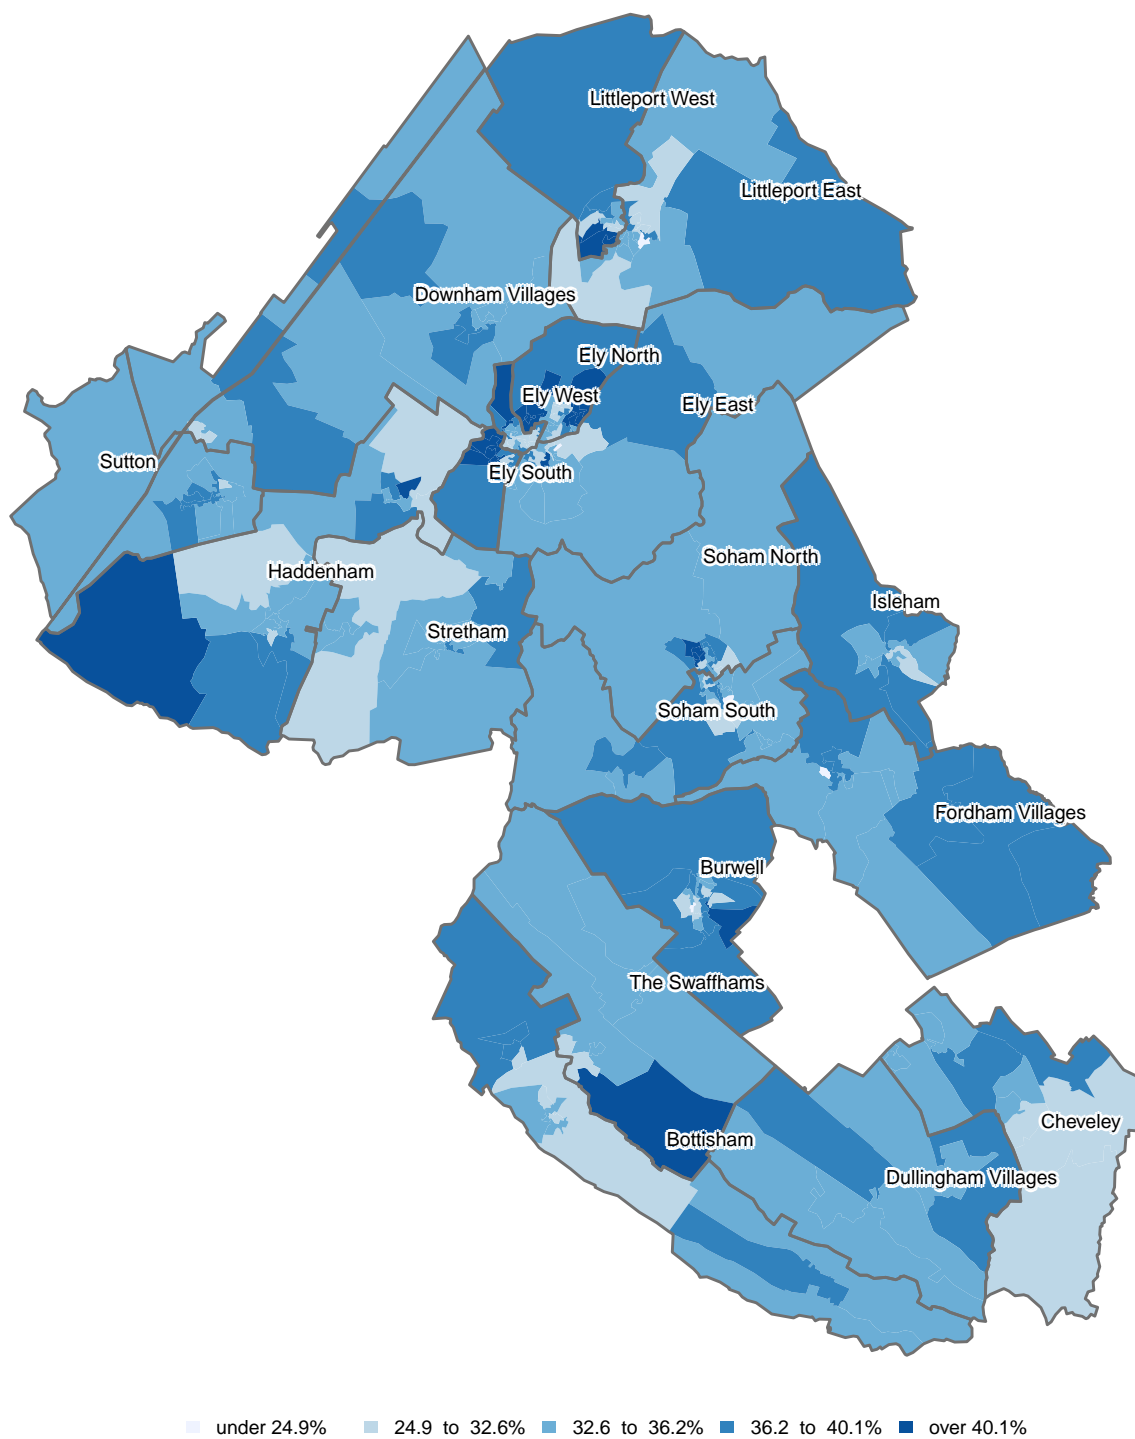 Littleport West
Littleport East
Downham Villages
Ely North
Ely West
Ely East
Sutton
Ely South
Soham North
Haddenham
Isleham
Stretham
Soham South
Fordham Villages
Burwell
The Swaffhams
Cheveley
Bottisham
Dullingham Villages
under 24.9% 24.9 to 32.6% 32.6 to 36.2% 36.2 to 40.1% over 40.1%